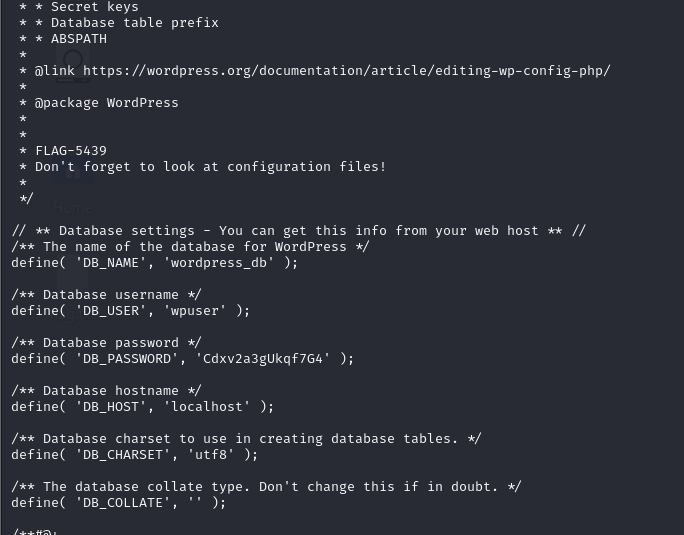 * * Secret keys
* * Database table prefix
* * ABSPATH
*
* @link https://wordpress.org/documentation/article/editing-wp-config-php/
*
* @package WordPress
*
*
* FLAG-5439
* Don't forget to look at configuration files!
*
*/
// ** Database settings - You can get this info from your web host ** //
/** The name of the database for WordPress */
define( 'DB_NAME', 'wordpress_db' );
/** Database username */
define( 'DB_USER', 'wpuser' );
/** Database password */
define( 'DB_PASSWORD', 'Cdxv2a3gUkqf7G4' );
/** Database hostname */
define( 'DB_HOST', 'localhost' );
/** Database charset to use in creating database tables. */
define( 'DB_CHARSET', 'utf8' );
/** The database collate type. Don't change this if in doubt. */
define( 'DB_COLLATE', '' );
/**#@+